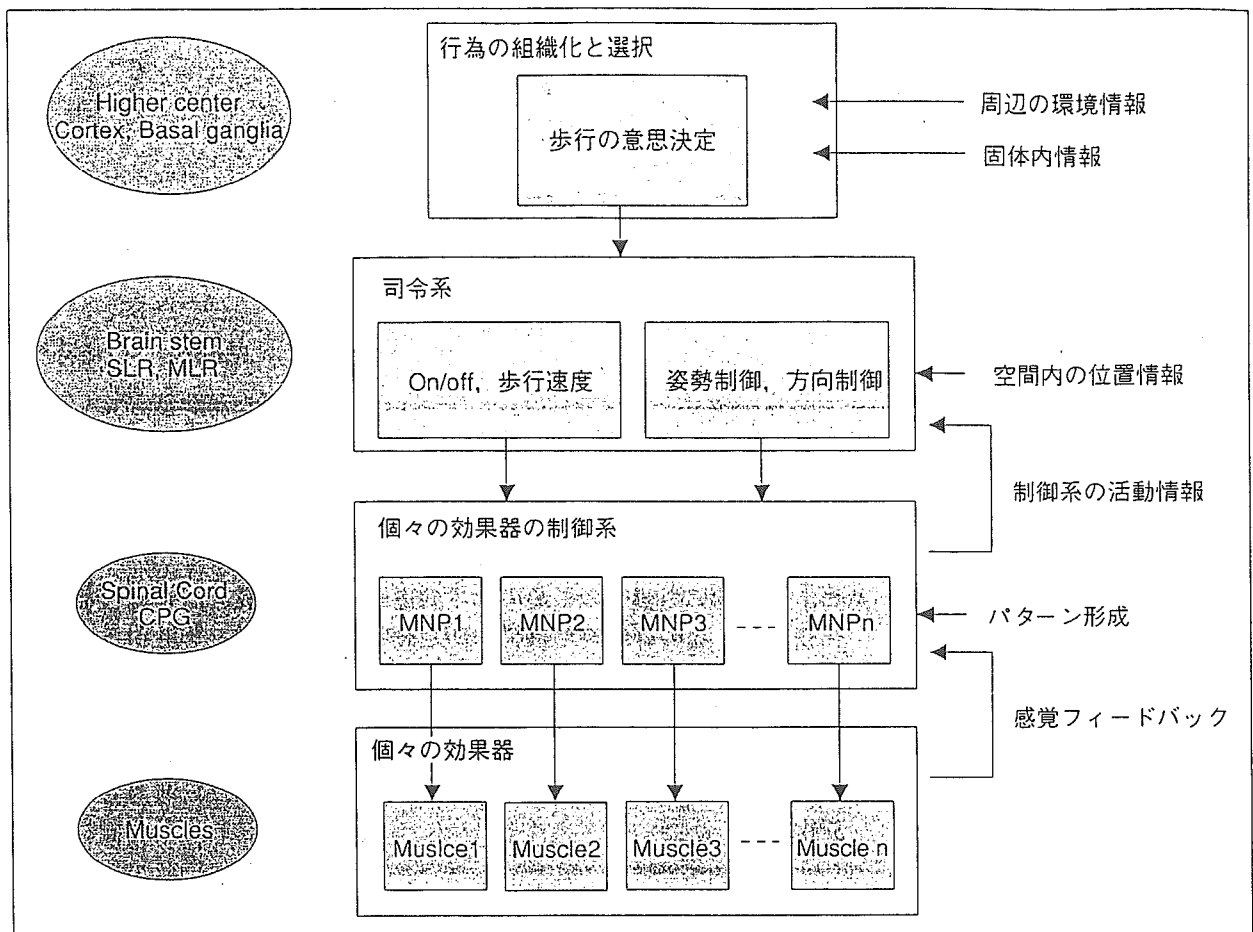 行為の組織化と選択
Higher center
Cortex, Basal ganglia
歩行の意思決定
周辺の環境情報
固体内情報
司令系
Brain stem
SLR, MLR
On/off, 歩行速度
姿勢制御, 方向制御
空間内の位置情報
制御系の活動情報
個々の効果器の制御系
Spinal Cord
CPG
MNP1
MNP2
MNP3
---
MNPn
パターン形成
感覚フィードバック
個々の効果器
Muscles
Muslce1
Muscle2
Muscle3
---
Muscle n